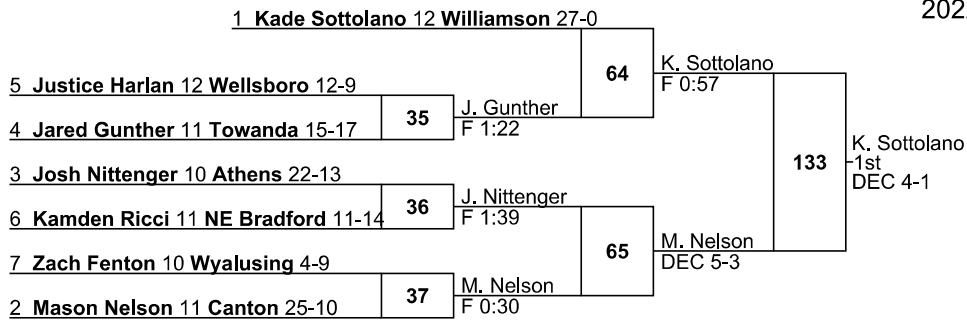 202
1 Kade Sottolano 12 Williamson 27-0
64
K. Sottolano
F 0:57
5 Justice Harlan 12 Wellsboro 12-9
35
J. Gunther
F 1:22
4 Jared Gunther 11 Towanda 15-17
133
K. Sottolano
1st
DEC 4-1
3 Josh Nittenger 10 Athens 22-13
36
J. Nittenger
F 1:39
6 Kamden Ricci 11 NE Bradford 11-14
65
M. Nelson
DEC 5-3
7 Zach Fenton 10 Wyalusing 4-9
37
M. Nelson
F 0:30
2 Mason Nelson 11 Canton 25-10